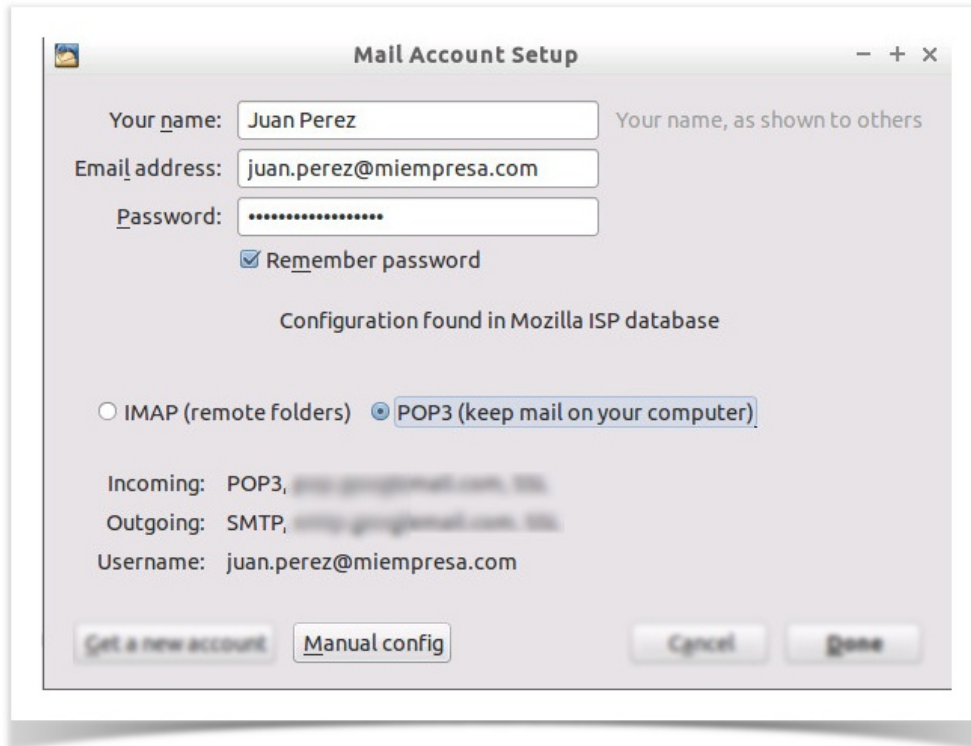 Mail Account Setup
Your name: Juan Perez Your name, as shown to others
Email address: juan.perez@miempresa.com
Password: ••••••••••••••••••
Remember password
Configuration found in Mozilla ISP database
IMAP (remote folders) POP3 (keep mail on your computer)
Incoming: POP3,
Outgoing: SMTP,
Username: juan.perez@miempresa.com
Get a new account Manual config Cancel Done